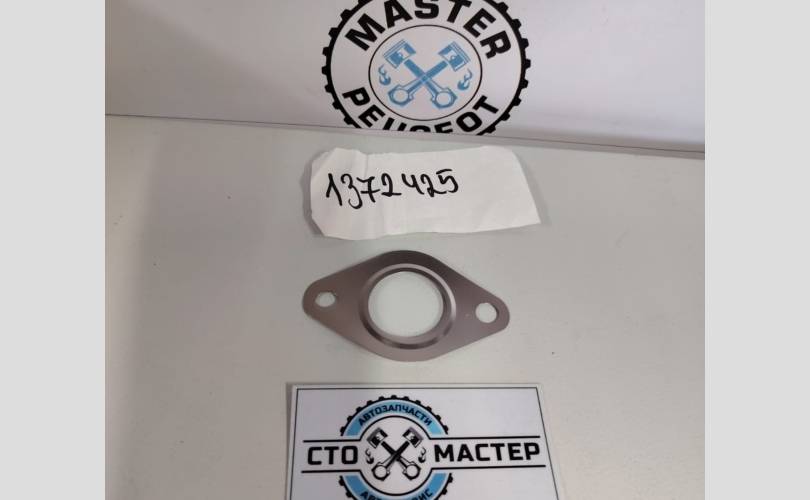 MASTER
PEUGEOT
1372425
АВТОЗАПЧАСТИ
СТО МАСТЕР